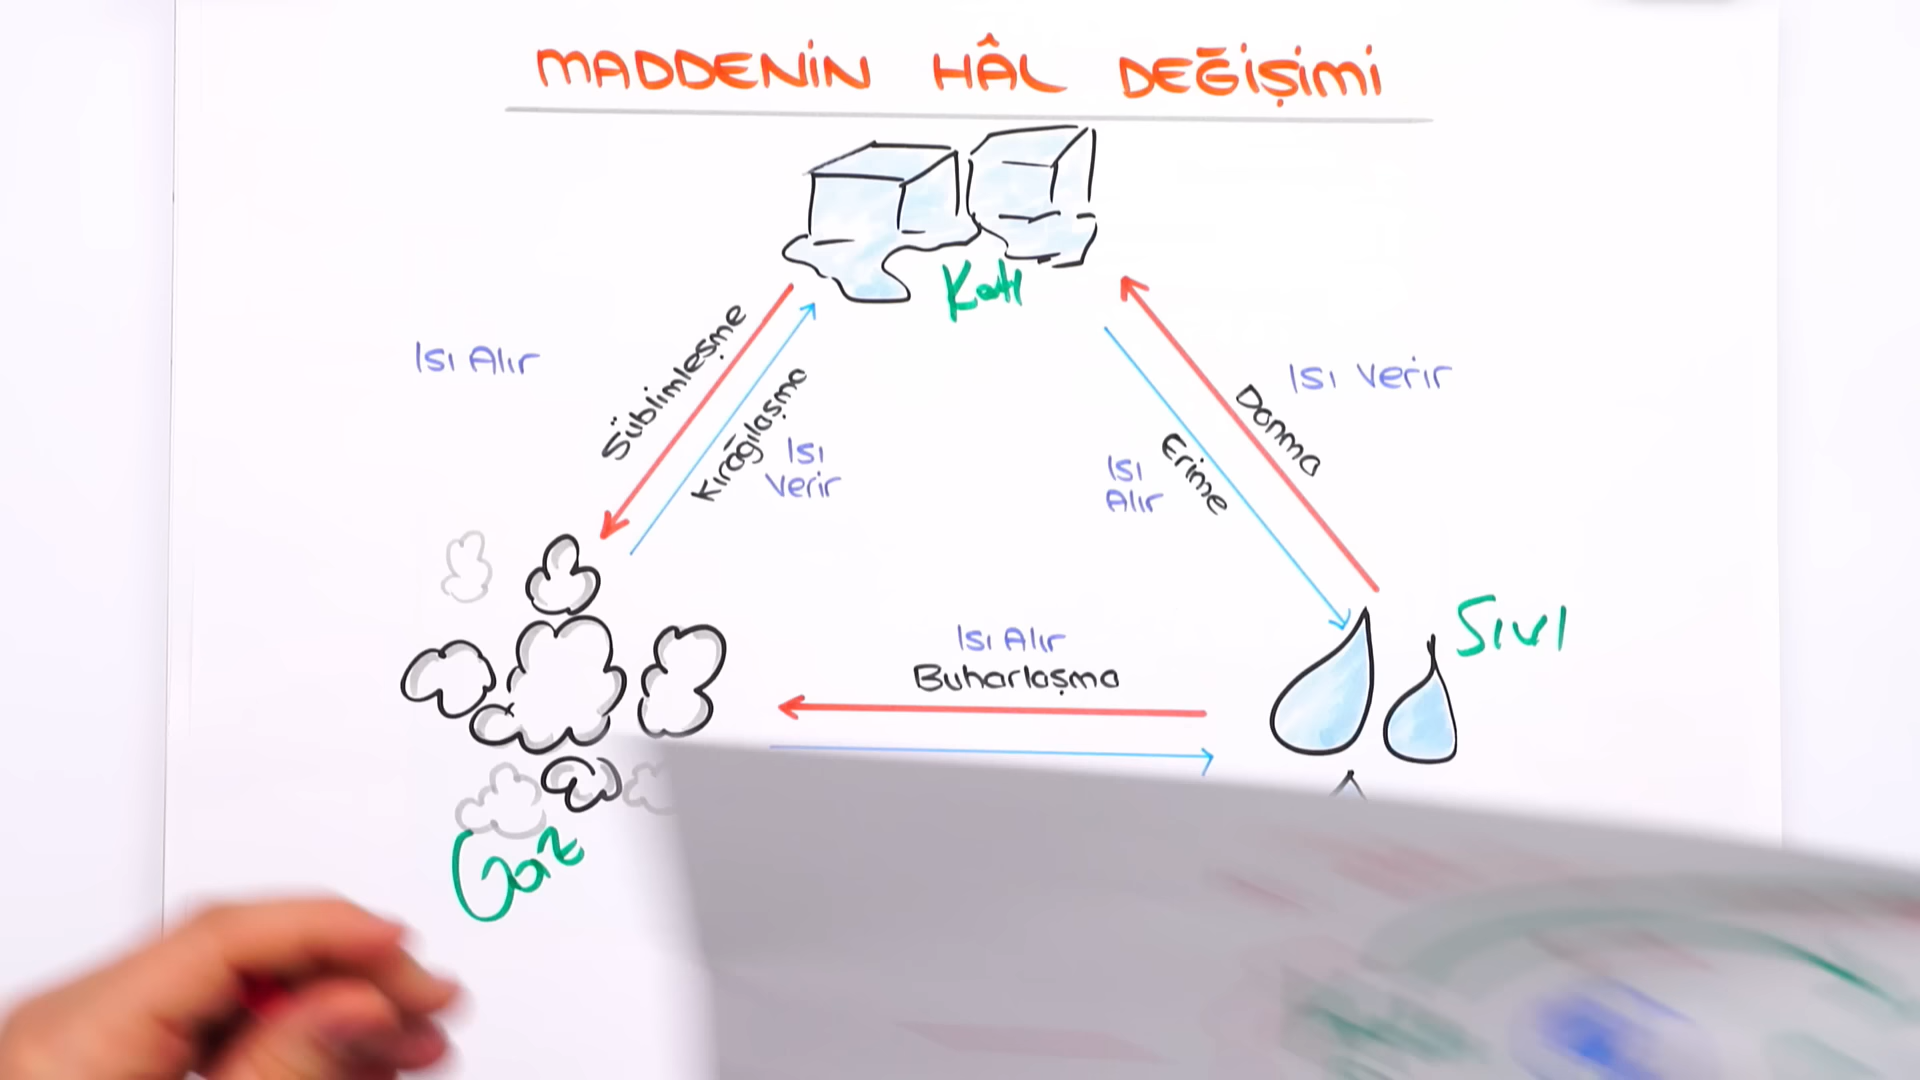 MADDENİN HÂL DEĞİŞİMİ
Katı
Isı Alır
Süblimleşme
Kırağılaşma
Isı
Verir
Isı Verir
Donma
Erime
Isı
Alır
Sıvı
Isı Alır
Buharlaşma
Gaz